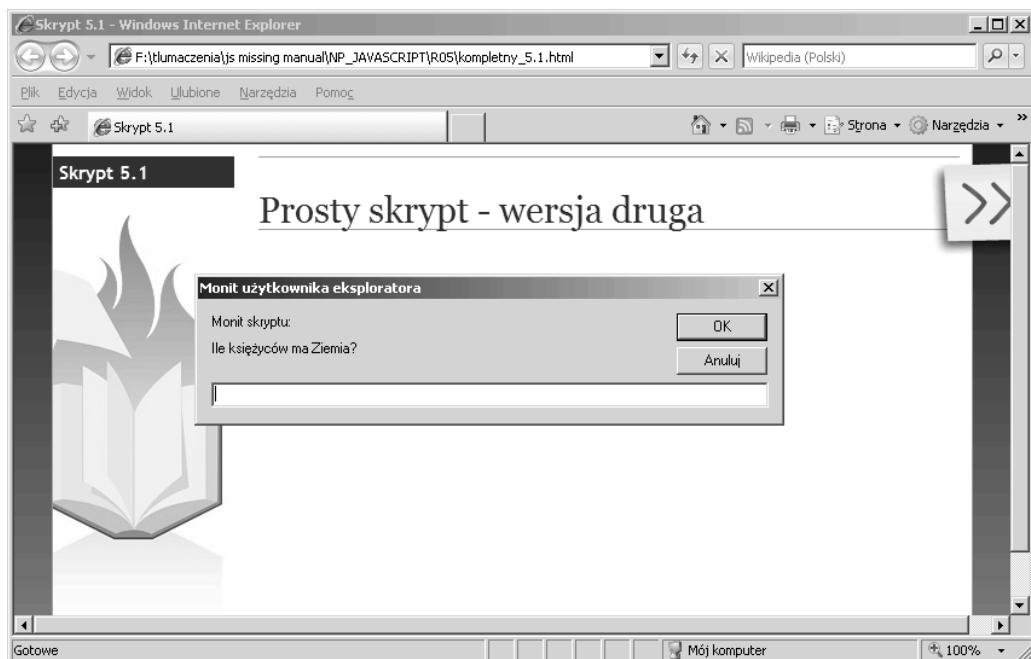 Skrypt 5.1 - Windows Internet Explorer
F:\tlumaczenia\js missing manual\NP_JAVASCRIPT\R05\kompletny_5.1.html
Wikipedia (Polski)
Plik Edycja Widok Ulubione Narzędzia Pomoc
Skrypt 5.1 Strona Narzędzia »
Skrypt 5.1
Prosty skrypt - wersja druga
>>
Monit użytkownika eksploratora
Monit skryptu:
OK
Ile księżyców ma Ziemia?
Anuluj
Gotowe Mój komputer 100%